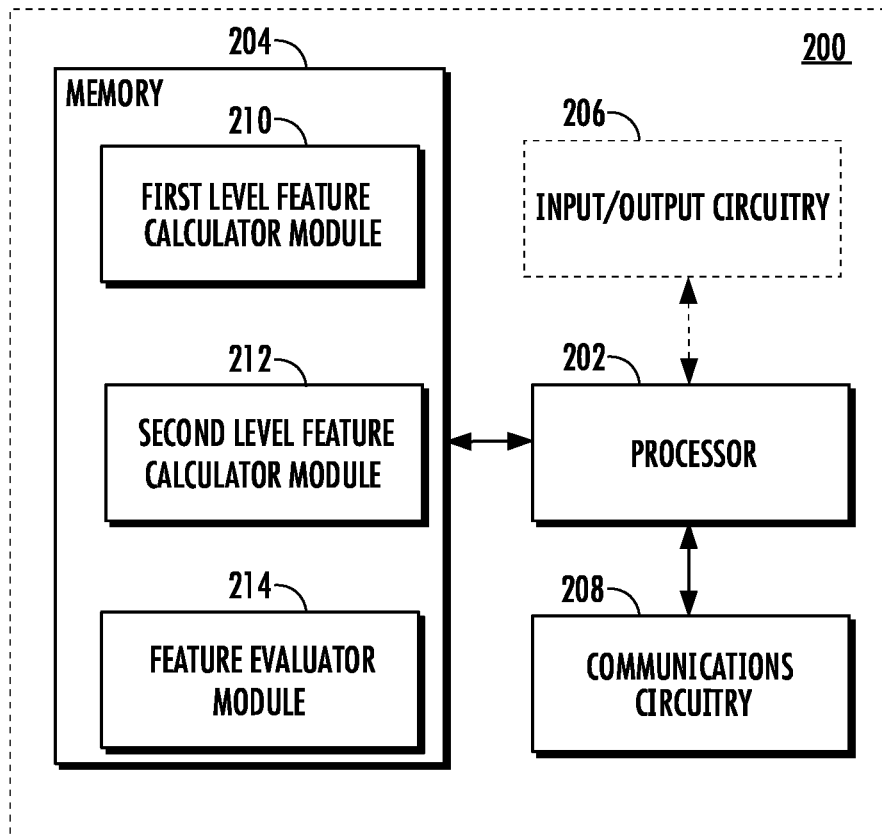 204
200
MEMORY
210
FIRST LEVEL FEATURE
CALCULATOR MODULE
206
INPUT/OUTPUT CIRCUITRY
212
SECOND LEVEL FEATURE
CALCULATOR MODULE
202
PROCESSOR
214
FEATURE EVALUATOR
MODULE
208
COMMUNICATIONS
CIRCUITRY